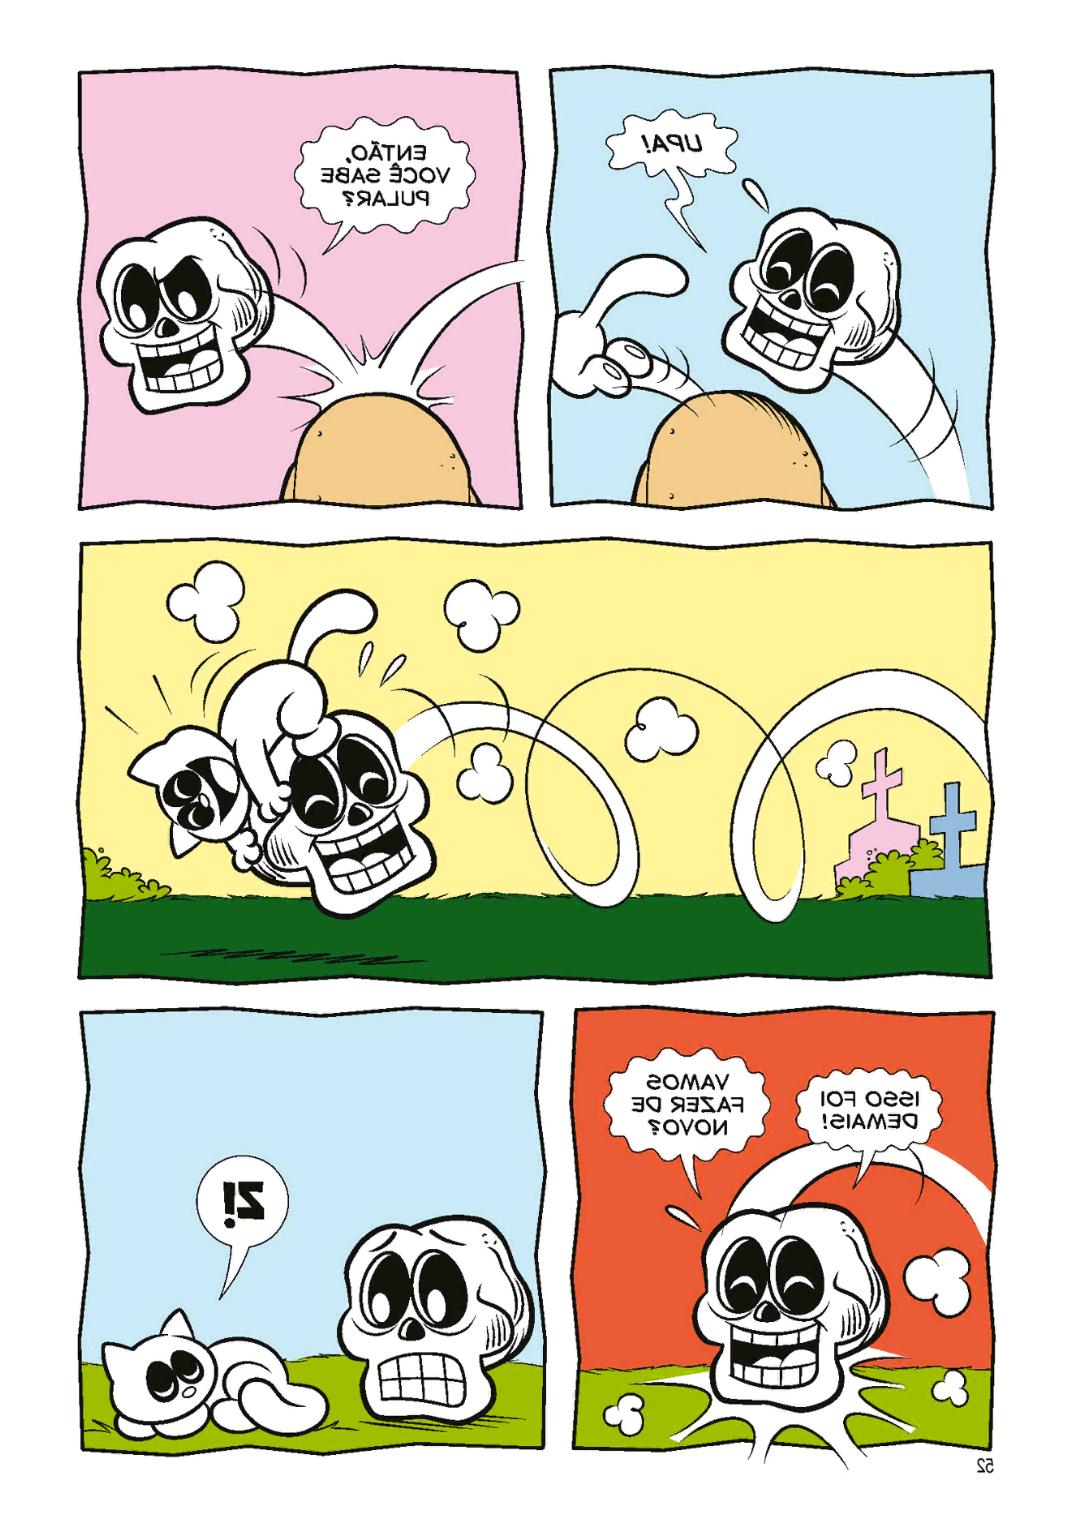 UPA!
ENTÃO,
VOCÊ SABE
PULAR?
ISSO FOI
DEMAIS!
VAMOS
FAZER DE
NOVO?
Z!
52